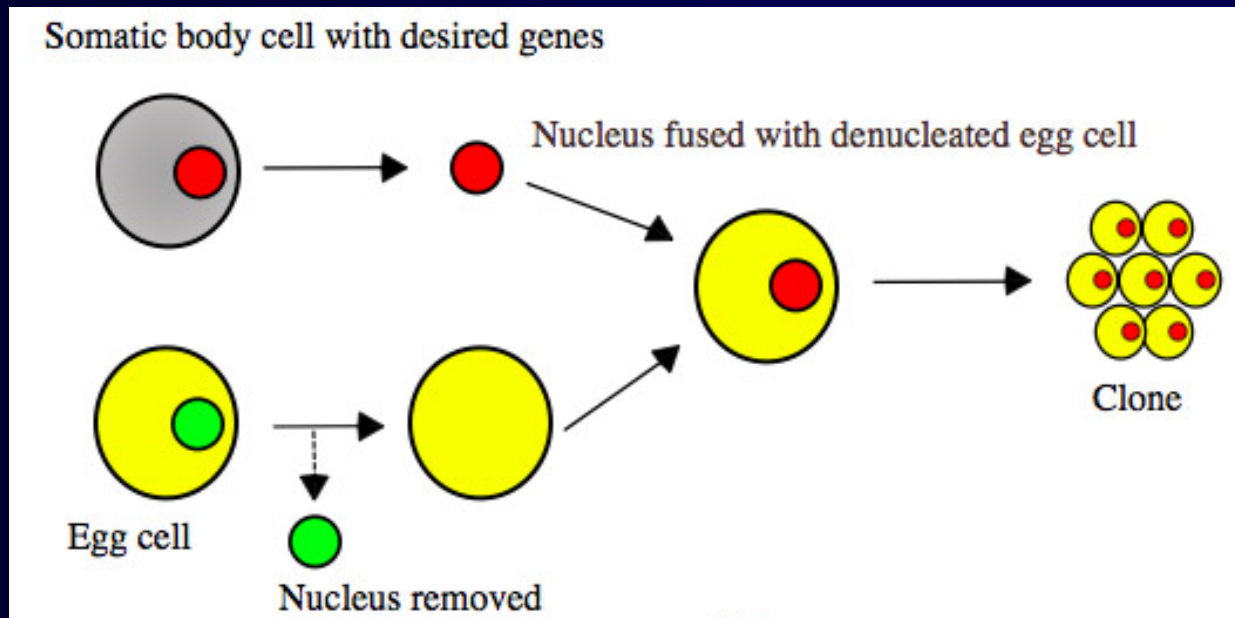 Somatic body cell with desired genes
Nucleus fused with denucleated egg cell
Clone
Egg cell
Nucleus removed